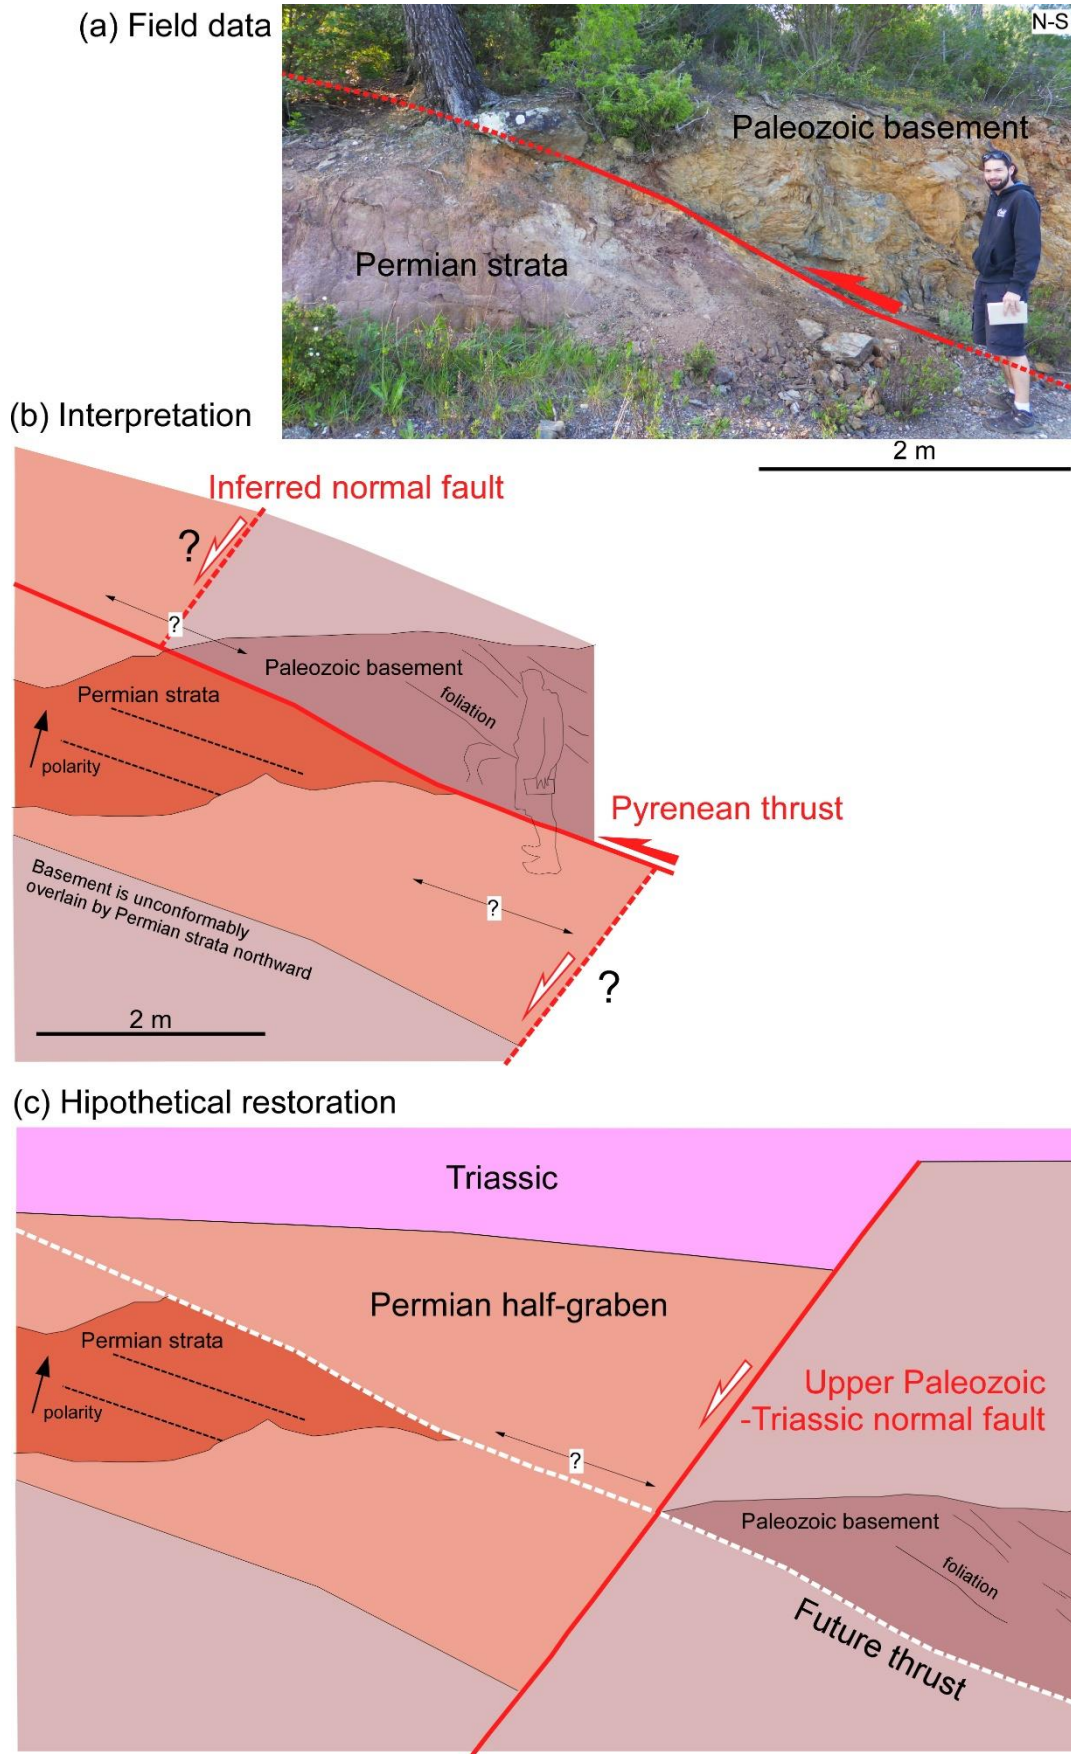 (a) Field data
N-S
Paleozoic basement
Permian strata
2 m
(b) Interpretation
Inferred normal fault
?
?
Paleozoic basement
Permian strata
foliation
polarity
Pyrenean thrust
Basement is unconformably
overlain by Permian strata northward
?
?
2 m
(c) Hipothetical restoration
Triassic
Permian half-graben
Permian strata
polarity
Upper Paleozoic
-Triassic normal fault
?
Paleozoic basement
foliation
Future thrust